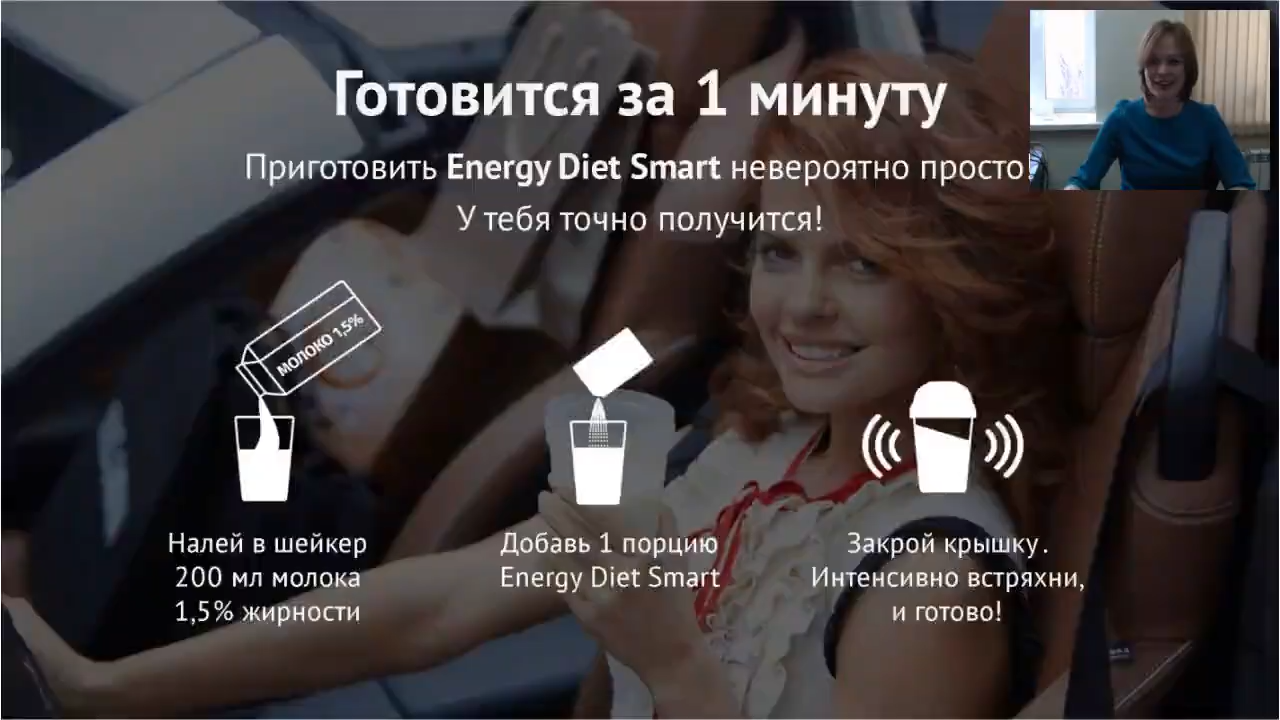 Готовится за 1 минуту
Приготовить Energy Diet Smart невероятно просто.
У тебя точно получится!
МОЛОКО 1,5%
Налей в шейкер
200 мл молока
1,5% жирности
Добавь 1 порцию
Energy Diet Smart
Закрой крышку.
Интенсивно встряхни,
и готово!